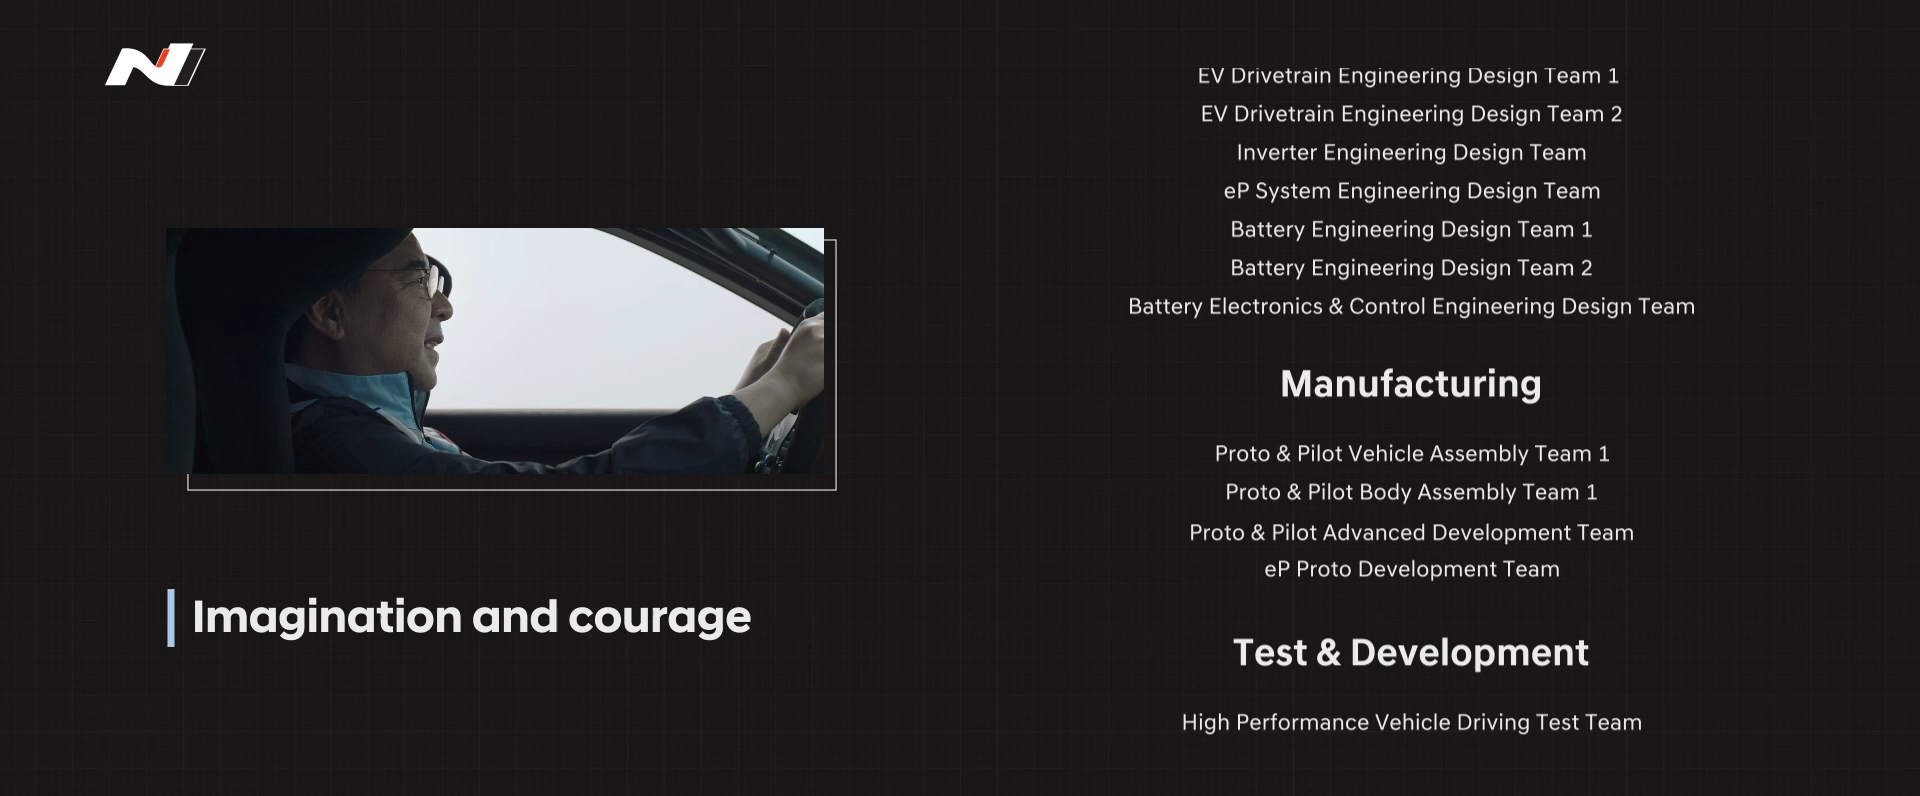 EV Drivetrain Engineering Design Team 1
EV Drivetrain Engineering Design Team 2
Inverter Engineering Design Team
eP System Engineering Design Team
Battery Engineering Design Team 1
Battery Engineering Design Team 2
Battery Electronics & Control Engineering Design Team
Manufacturing
Proto & Pilot Vehicle Assembly Team 1
Proto & Pilot Body Assembly Team 1
Proto & Pilot Advanced Development Team
eP Proto Development Team
Test & Development
High Performance Vehicle Driving Test Team
Imagination and courage